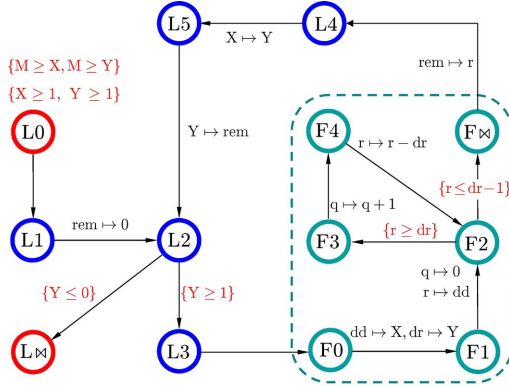 L5
L4
X ↦ Y
{M ≥ X, M ≥ Y}
{X ≥ 1, Y ≥ 1}
rem ↦ r
L0
Y ↦ rem
F4
F⋈
r ↦ r − dr
{r ≤ dr−1}
q ↦ q + 1
rem ↦ 0
L1
L2
F3
{r ≥ dr}
F2
q ↦ 0
r ↦ dd
{Y ≤ 0}
{Y ≥ 1}
dd ↦ X, dr ↦ Y
L⋈
L3
F0
F1